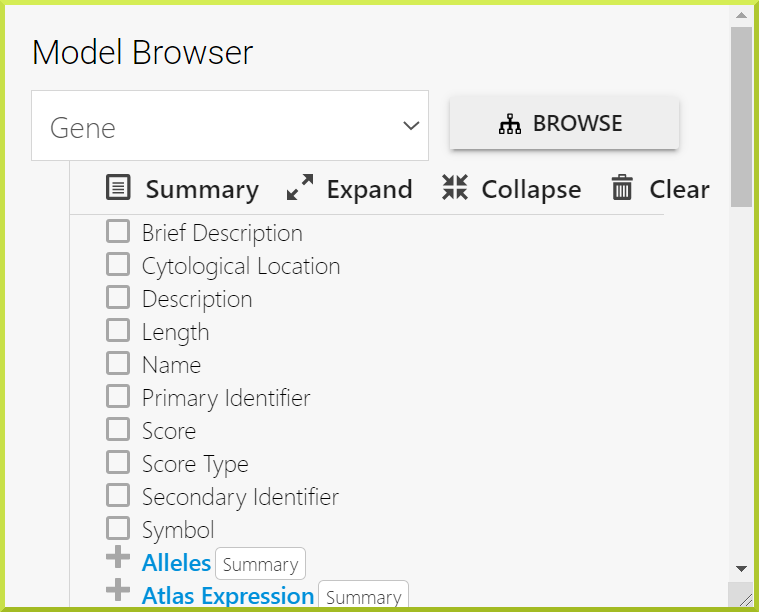 Model Browser
Gene
BROWSE
Summary Expand Collapse Clear
Brief Description
Cytological Location
Description
Length
Name
Primary Identifier
Score
Score Type
Secondary Identifier
Symbol
Alleles Summary
Atlas Expression Summary